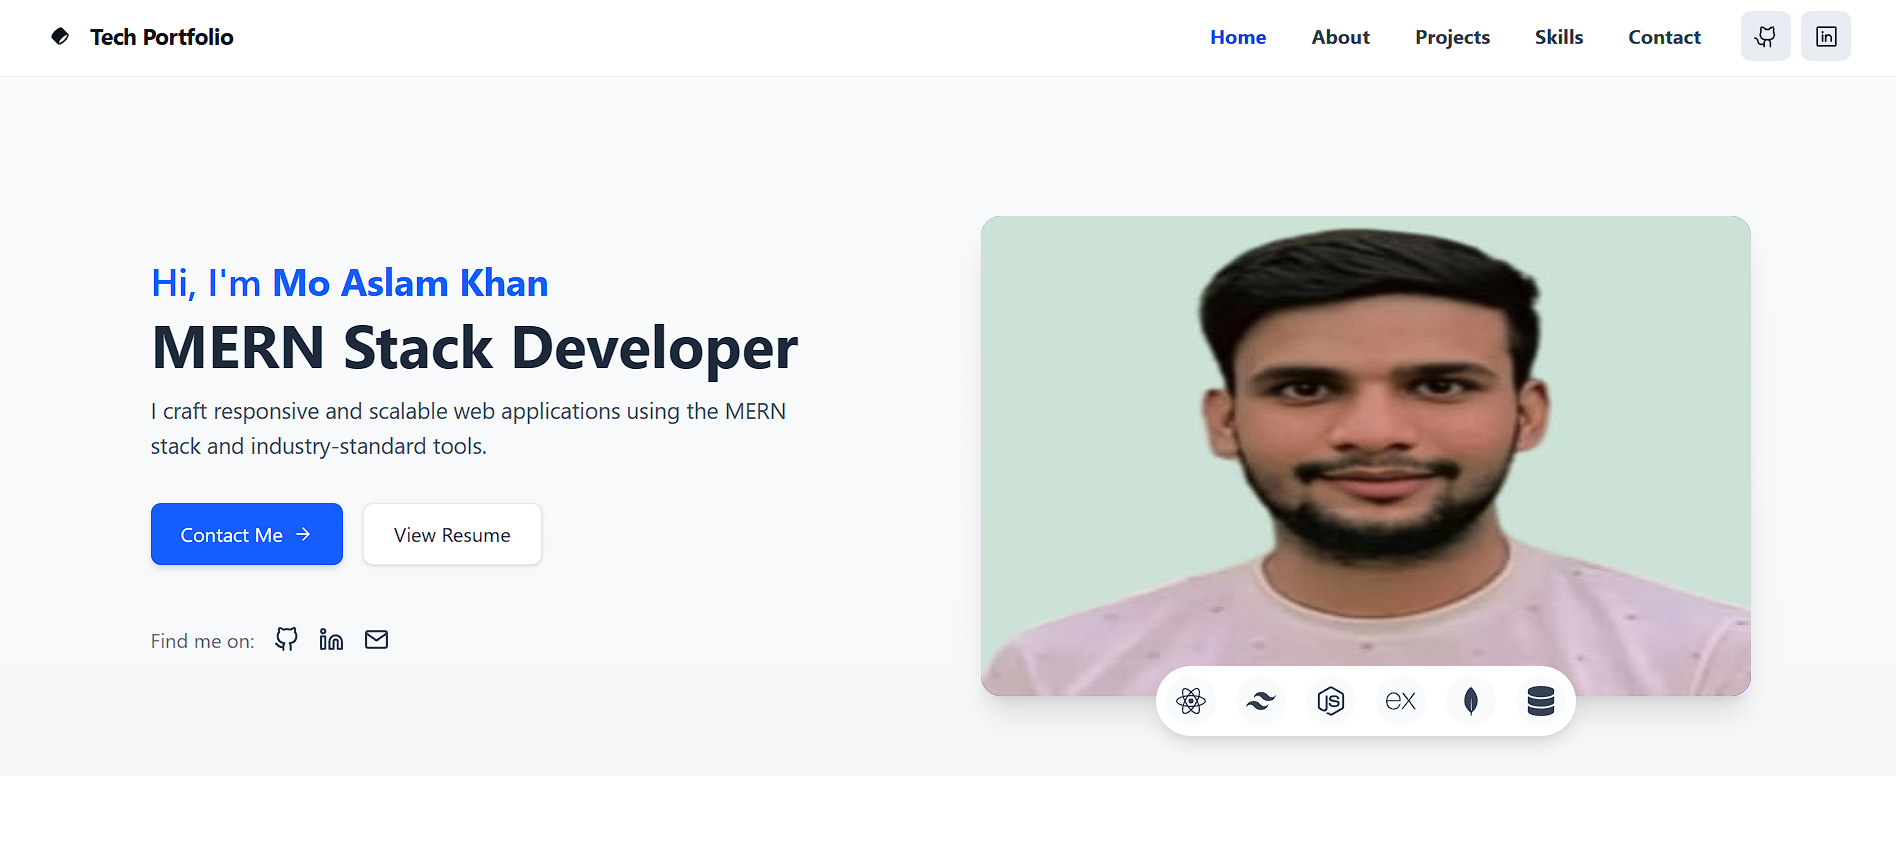 Tech Portfolio
Home About Projects Skills Contact
Hi, I'm Mo Aslam Khan
MERN Stack Developer
I craft responsive and scalable web applications using the MERN
stack and industry-standard tools.
Contact Me →
View Resume
Find me on:
JS
ex